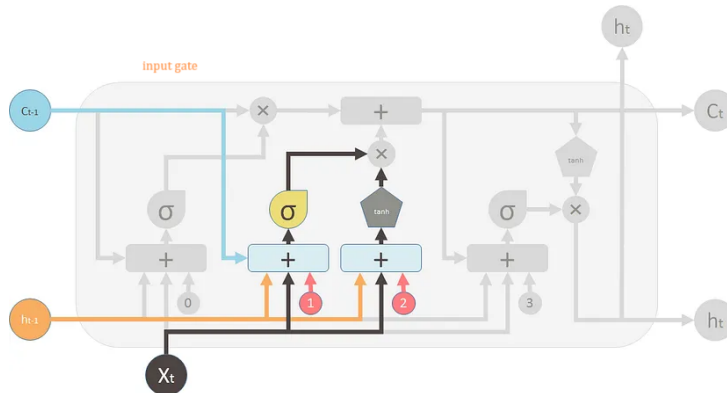 ht
input gate
Ct-1
×
+
Ct
×
tanh
σ
σ
tanh
σ
×
+
+
+
+
0
1
2
3
ht-1
ht
Xt